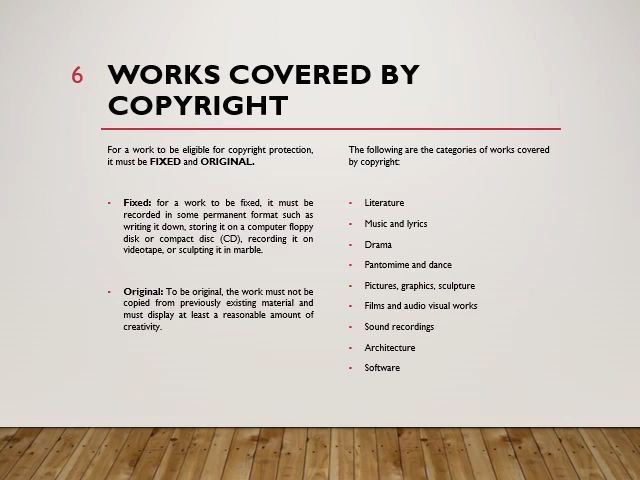 6
WORKS COVERED BY
COPYRIGHT
For a work to be eligible for copyright protection,
it must be FIXED and ORIGINAL.
• Fixed: for a work to be fixed, it must be
recorded in some permanent format such as
writing it down, storing it on a computer floppy
disk or compact disc (CD), recording it on
videotape, or sculpting it in marble.
• Original: To be original, the work must not be
copied from previously existing material and
must display at least a reasonable amount of
creativity.
The following are the categories of works covered
by copyright:
• Literature
• Music and lyrics
• Drama
• Pantomime and dance
• Pictures, graphics, sculpture
• Films and audio visual works
• Sound recordings
• Architecture
• Software